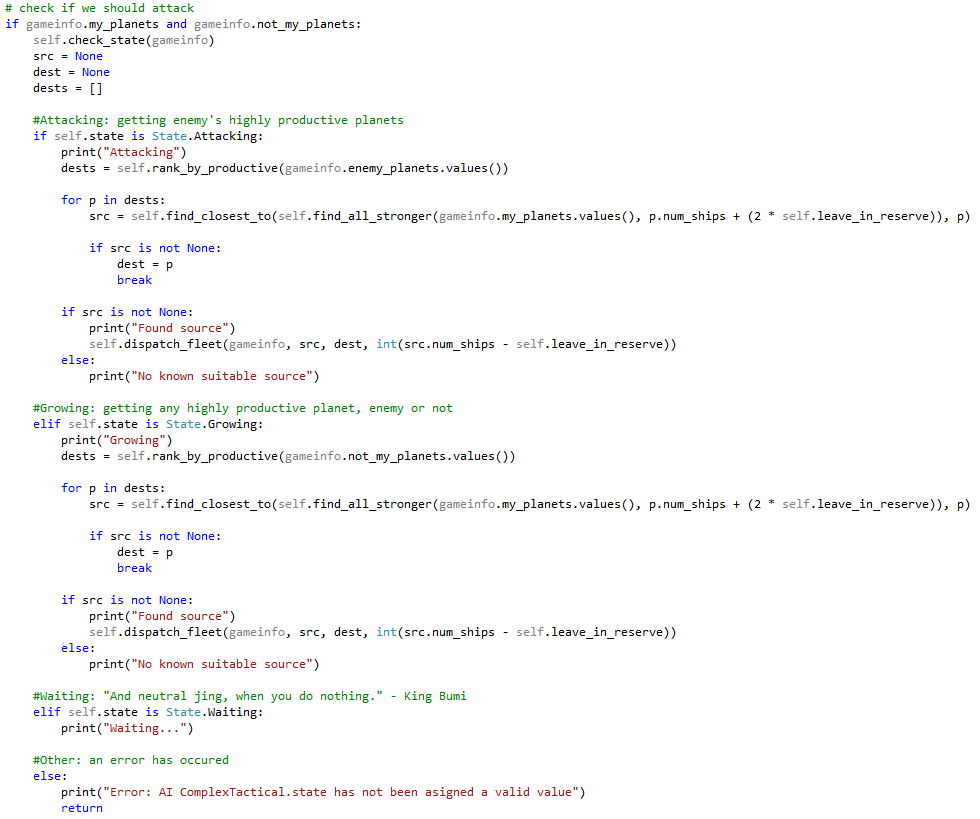 # check if we should attack
if gameinfo.my_planets and gameinfo.not_my_planets:
    self.check_state(gameinfo)
    src = None
    dest = None
    dests = []

    #Attacking: getting enemy's highly productive planets
    if self.state is State.Attacking:
        print("Attacking")
        dests = self.rank_by_productive(gameinfo.enemy_planets.values())

        for p in dests:
            src = self.find_closest_to(self.find_all_stronger(gameinfo.my_planets.values(), p.num_ships + (2 * self.leave_in_reserve)), p)

            if src is not None:
                dest = p
                break

        if src is not None:
            print("Found source")
            self.dispatch_fleet(gameinfo, src, dest, int(src.num_ships - self.leave_in_reserve))
        else:
            print("No known suitable source")

    #Growing: getting any highly productive planet, enemy or not
    elif self.state is State.Growing:
        print("Growing")
        dests = self.rank_by_productive(gameinfo.not_my_planets.values())

        for p in dests:
            src = self.find_closest_to(self.find_all_stronger(gameinfo.my_planets.values(), p.num_ships + (2 * self.leave_in_reserve)), p)

            if src is not None:
                dest = p
                break

        if src is not None:
            print("Found source")
            self.dispatch_fleet(gameinfo, src, dest, int(src.num_ships - self.leave_in_reserve))
        else:
            print("No known suitable source")

    #Waiting: "And neutral jing, when you do nothing." - King Bumi
    elif self.state is State.Waiting:
        print("Waiting...")

    #Other: an error has occured
    else:
        print("Error: AI ComplexTactical.state has not been asigned a valid value")
        return